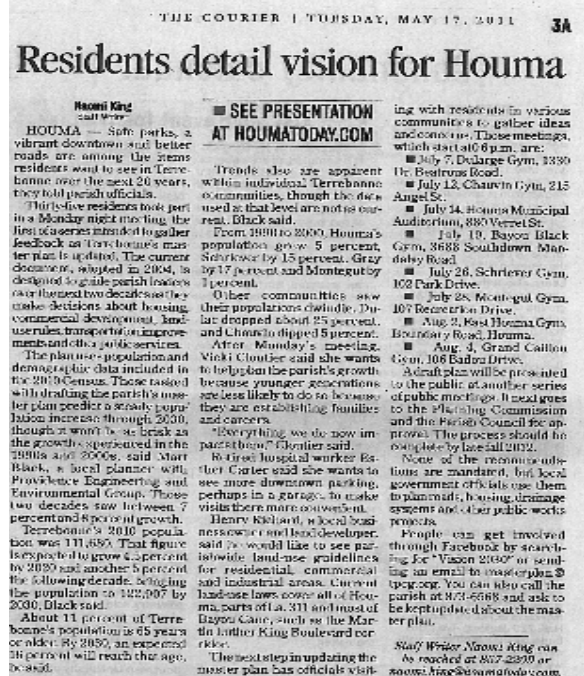 THE COURIER | TUESDAY, MAY 17, 2011
3A
Residents detail vision for Houma
Naomi King
Staff Writer
HOUMA — Safe parks, a
vibrant downtown and better
roads are among the items
residents want to see in Terre-
bonne over the next 20 years,
they told parish officials.
Thirty-five residents took part
in a Monday night meeting, the
first of a series intended to gather
feedback as Terrebonne's mas-
ter plan is updated. The current
document, adopted in 2004, is
designed to guide parish leaders
over the next two decades as they
make decisions about housing,
commercial development, land-
use rules, transportation improve-
ments and other public services.
The plan uses population and
demographic data included in
the 2010 Census. Those tasked
with drafting the parish's mas-
ter plan predict a steady popu-
lation increase through 2030,
though it won't be as brisk as
the growth experienced in the
1990s and 2000s, said Matt
Black, a local planner with
Providence Engineering and
Environmental Group. Those
two decades saw between 7
percent and 8 percent growth.
Terrebonne's 2010 popula-
tion was
That figure
is expected to grow
percent
by 2020 and another 5 percent
the following decade, bringing
the population to
by
2030, Black said.
About 11 percent of Terre-
bonne's population is 65 years
or older. By 2030, an expected
16 percent will reach that age,
he said.
■ SEE PRESENTATION
AT HOUMATODAY.COM
Trends also are apparent
within individual Terrebonne
communities, though the data
used at that level are not as cur-
rent, Black said.
From 1990 to 2000, Houma's
population grew 5 percent,
Schriever by 15 percent, Gray
by 17 percent and Montegut by
1 percent.
Other communities saw
their populations dwindle. Du-
lac dropped about 25 percent,
and Chauvin dipped 5 percent.
After Monday's meeting,
Vicki Cloutier said she wants
to help plan the parish's growth
because younger generations
are less likely to do so because
they are establishing families
and careers.
"Everything we do now im-
pacts them," Cloutier said.
Retired hospital worker Es-
ther Carter said she wants to
see more downtown parking,
perhaps in a garage, to make
visits there more convenient.
Henry Richard, a local busi-
ness owner and land developer,
said he would like to see par-
ishwide land-use guidelines
for residential, commercial
and industrial areas. Current
land-use laws cover all of Hou-
ma, parts of La. 311 and most of
Bayou Cane, such as the Mar-
tin Luther King Boulevard cor-
ridor.
The next step in updating the
master plan has officials visit-
ing with residents in various
communities to gather ideas
and concerns. Those meetings,
which start at 6 p.m. are:
■ July 7, Dularge Gym, 1330
Dr. Beatrous Road.
■ July 12, Chauvin Gym, 215
Angel St.
■ July 14, Houma Municipal
Auditorium, 880 Verret St.
■ July 19, Bayou Black
Gym, 3688 Southdown Man-
dalay Road.
■ July 26, Schriever Gym,
102 Park Drive.
■ July 28, Montegut Gym,
107 Recreation Drive.
■ Aug. 2, East Houma Gym,
Boundary Road, Houma.
■ Aug. 4, Grand Caillou
Gym, 106 Badou Drive.
A draft plan will be presented
to the public at another series
of public meetings. It next goes
to the Planning Commission
and the Parish Council for ap-
proval. The process should be
complete by late fall 2012.
None of the recommenda-
tions are mandated, but local
government officials use them
to plan roads, housing, drainage
systems and other public works
projects.
People can get involved
through Facebook by search-
ing for "Vision 2030" or send-
ing an email to masterplan@
tpcg.org. You can also call the
parish at 873-6568 and ask to
be kept updated about the mas-
ter plan.
Staff Writer Naomi King can
be reached at
or
naomi.king@houmatoday.com